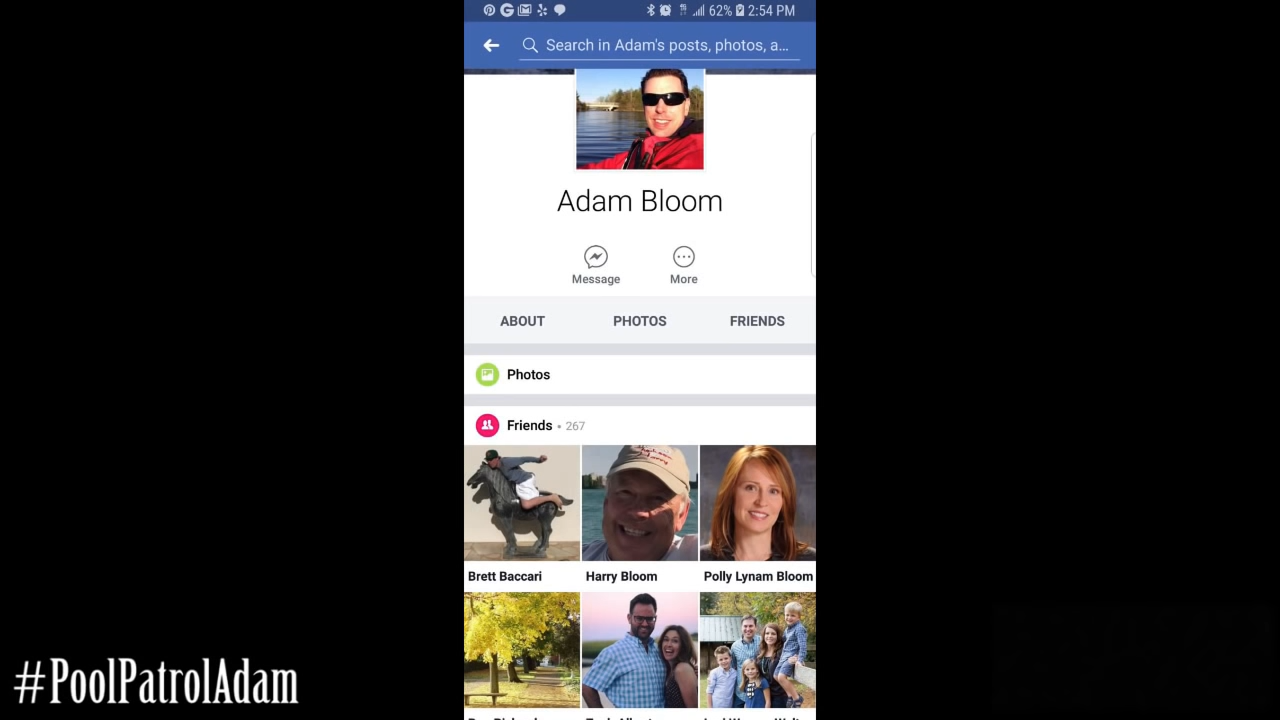 62% 2:54 PM
Search in Adam's posts, photos, a...
Adam Bloom
Message
More
ABOUT
PHOTOS
FRIENDS
Photos
Friends • 267
Brett Baccari
Harry Bloom
Polly Lynam Bloom
#PoolPatrolAdam